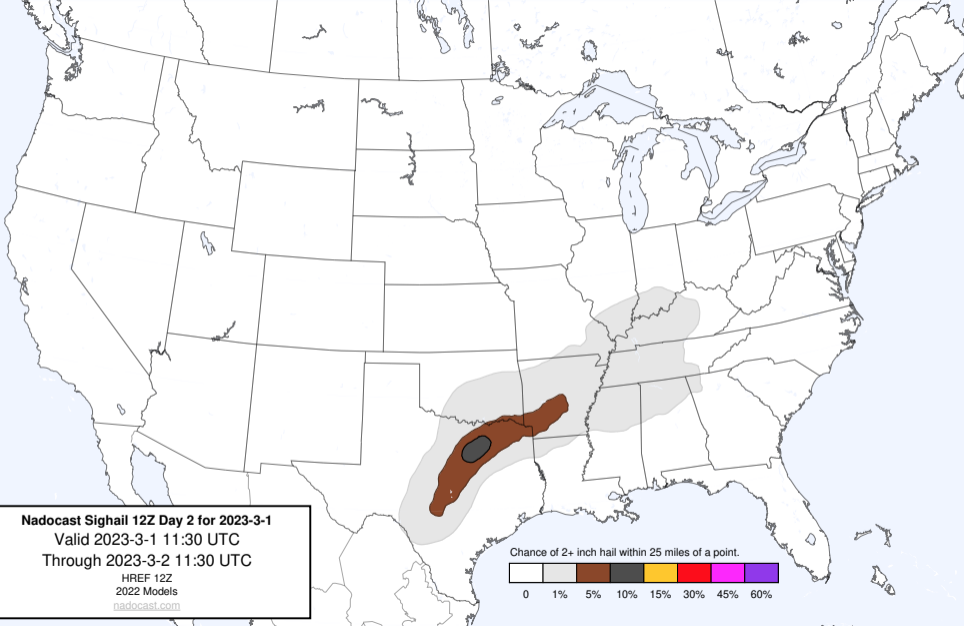 Nadocast Sighail 12Z Day 2 for 2023-3-1
Valid 2023-3-1 11:30 UTC
Through 2023-3-2 11:30 UTC
HREF 12Z
2022 Models
nadocast.com
Chance of 2+ inch hail within 25 miles of a point.
0 1% 5% 10% 15% 30% 45% 60%